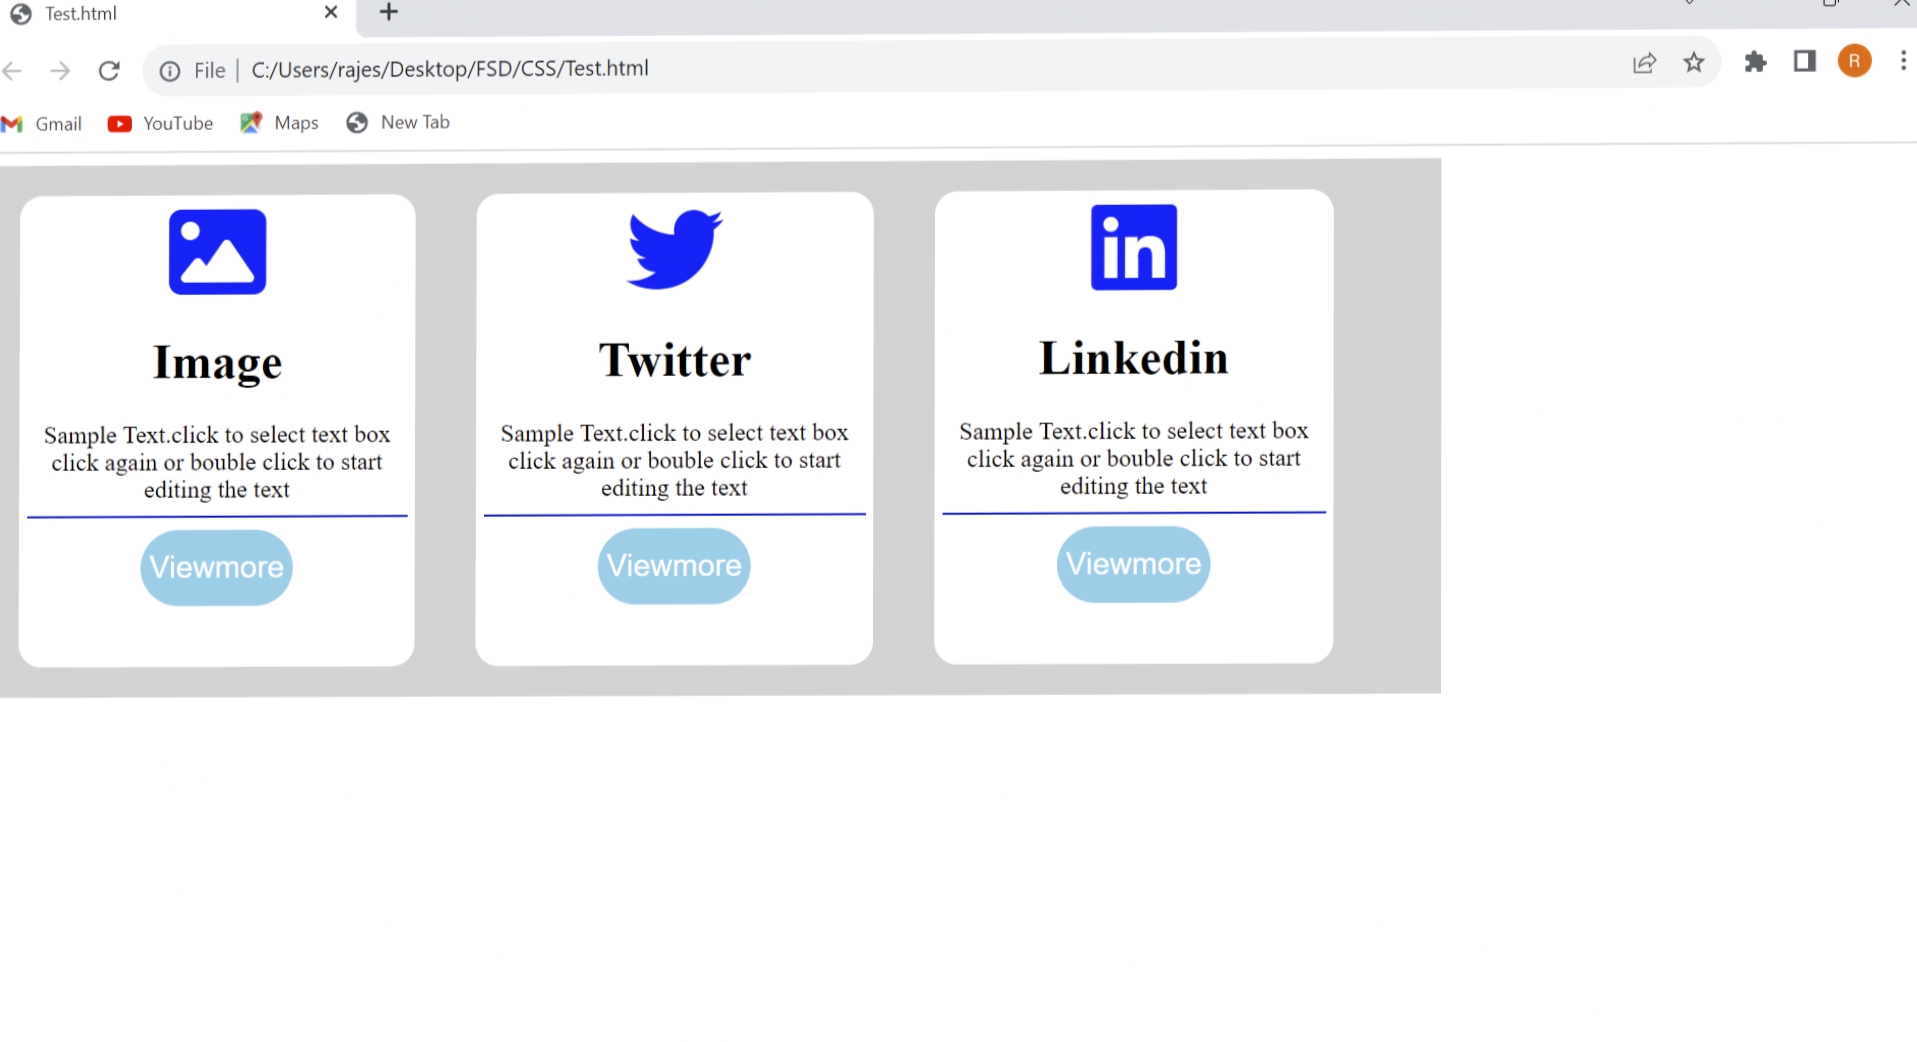 Test.html
File C:/Users/rajes/Desktop/FSD/CSS/Test.html
R
Gmail YouTube Maps New Tab
in
Image
Sample Text.click to select text box
click again or bouble click to start
editing the text
Viewmore
Twitter
Sample Text.click to select text box
click again or bouble click to start
editing the text
Viewmore
Linkedin
Sample Text.click to select text box
click again or bouble click to start
editing the text
Viewmore